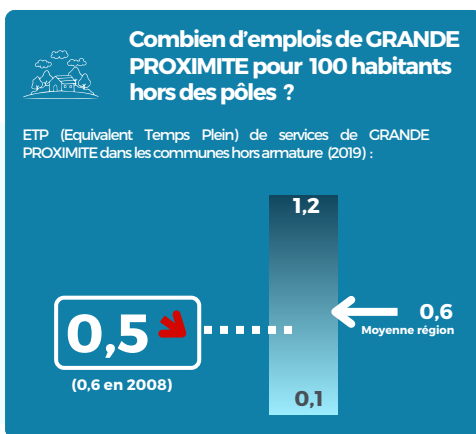 Combien d'emplois de GRANDE
PROXIMITE pour 100 habitants
hors des pôles ?
ETP (Equivalent Temps Plein) de services de GRANDE
PROXIMITE dans les communes hors armature (2019) :
1,2
0,5
0,6
Moyenne région
(0,6 en 2008)
0,1